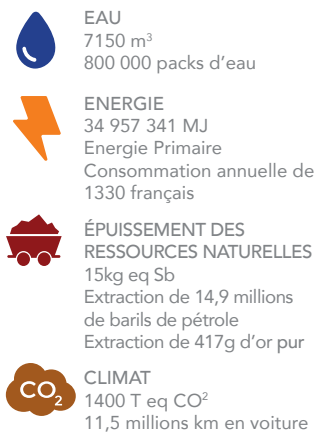 EAU
7150 m³
800 000 packs d’eau
ENERGIE
34 957 341 MJ
Energie Primaire
Consommation annuelle de
1330 français
ÉPUISSEMENT DES
RESSOURCES NATURELLES
15kg eq Sb
Extraction de 14,9 millions
de barils de pétrole
Extraction de 417g d’or pur
CO₂
CLIMAT
1400 T eq CO²
11,5 millions km en voiture